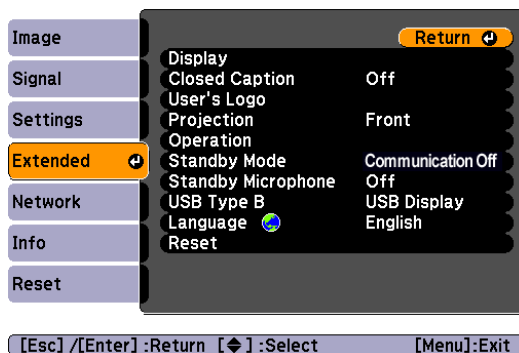 Image
Signal
Settings
Extended
Network
Info
Reset
Return
Display
Closed Caption Off
User's Logo
Projection Front
Operation
Standby Mode Communication Off
Standby Microphone Off
USB Type B USB Display
Language English
Reset
[Esc] /[Enter] :Return [◆] :Select [Menu]:Exit